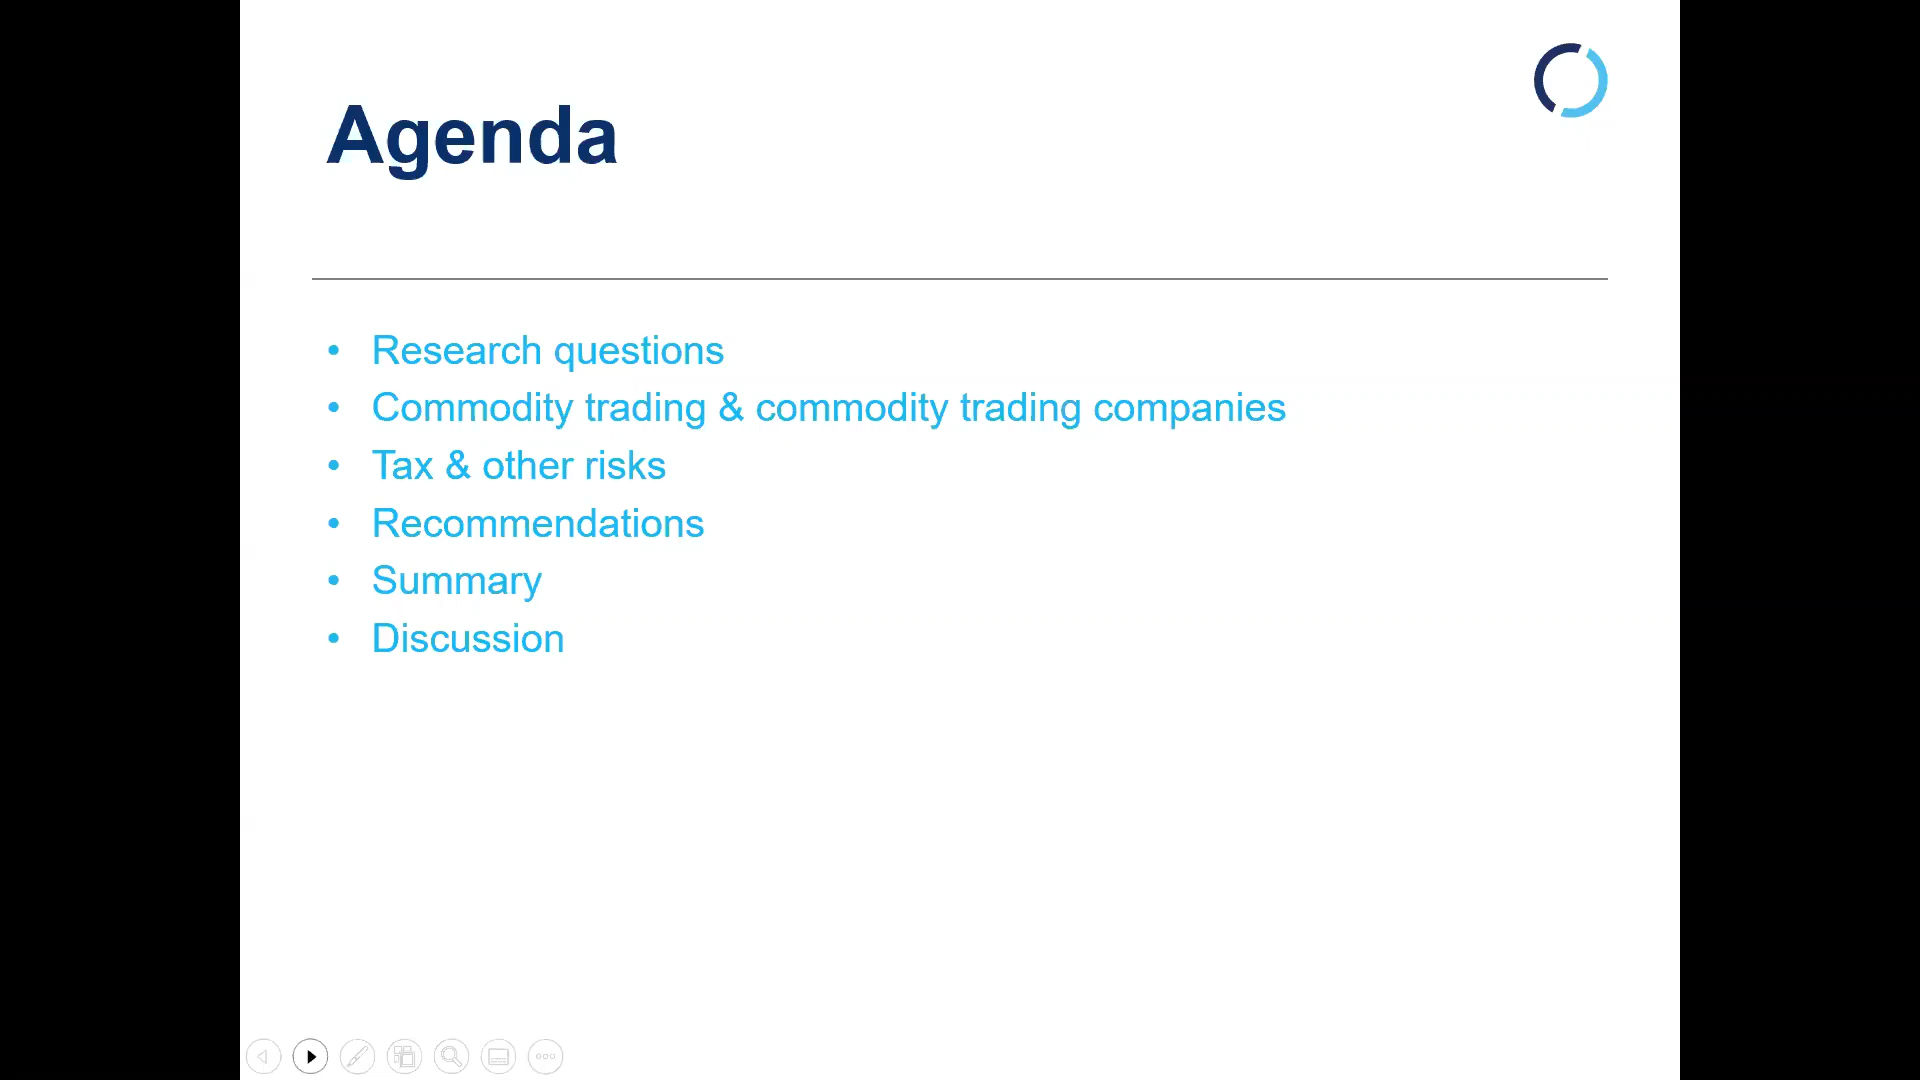 Agenda
• Research questions
• Commodity trading & commodity trading companies
• Tax & other risks
• Recommendations
• Summary
• Discussion